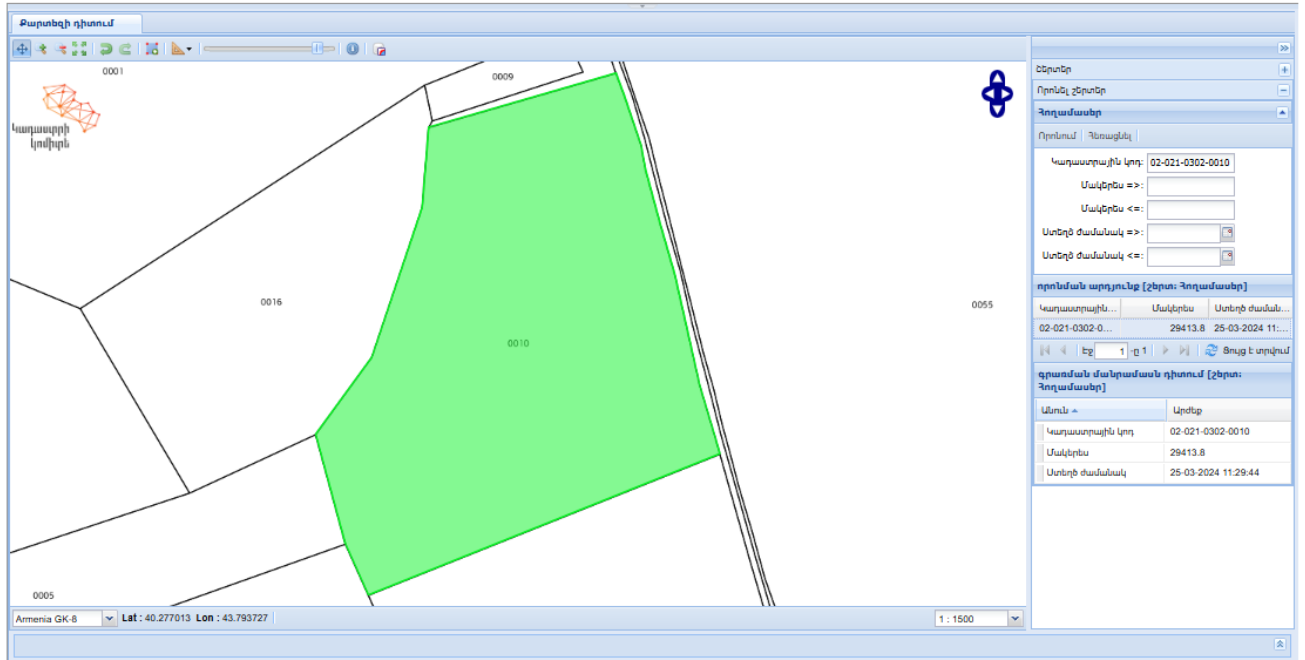 Քարտեզի դիտում
0001
0009
Կադաստրի
կոմիտե
0016
0010
0055
0005
Armenia GK-8
Lat : 40.277013 Lon : 43.793727
1 : 1500
Շերտեր
Որոնել շերտեր
Հողամասեր
Որոնում Հեռացնել
Կադաստրային կոդ: 02-021-0302-0010
Մակերես =>:
Մակերես <=:
Ստեղծ ժամանակ =>:
Ստեղծ ժամանակ <=:
որոնման արդյունք [շերտ: Հողամասեր]
Կադաստրային... Մակերես Ստեղծ ժաման...
02-021-0302-0... 29413.8 25-03-2024 11:...
Էջ 1 -ը 1 Ցույց է տրվում
գրառման մանրամասն դիտում [շերտ:
Հողամասեր]
Անուն Արժեք
Կադաստրային կոդ 02-021-0302-0010
Մակերես 29413.8
Ստեղծ ժամանակ 25-03-2024 11:29:44